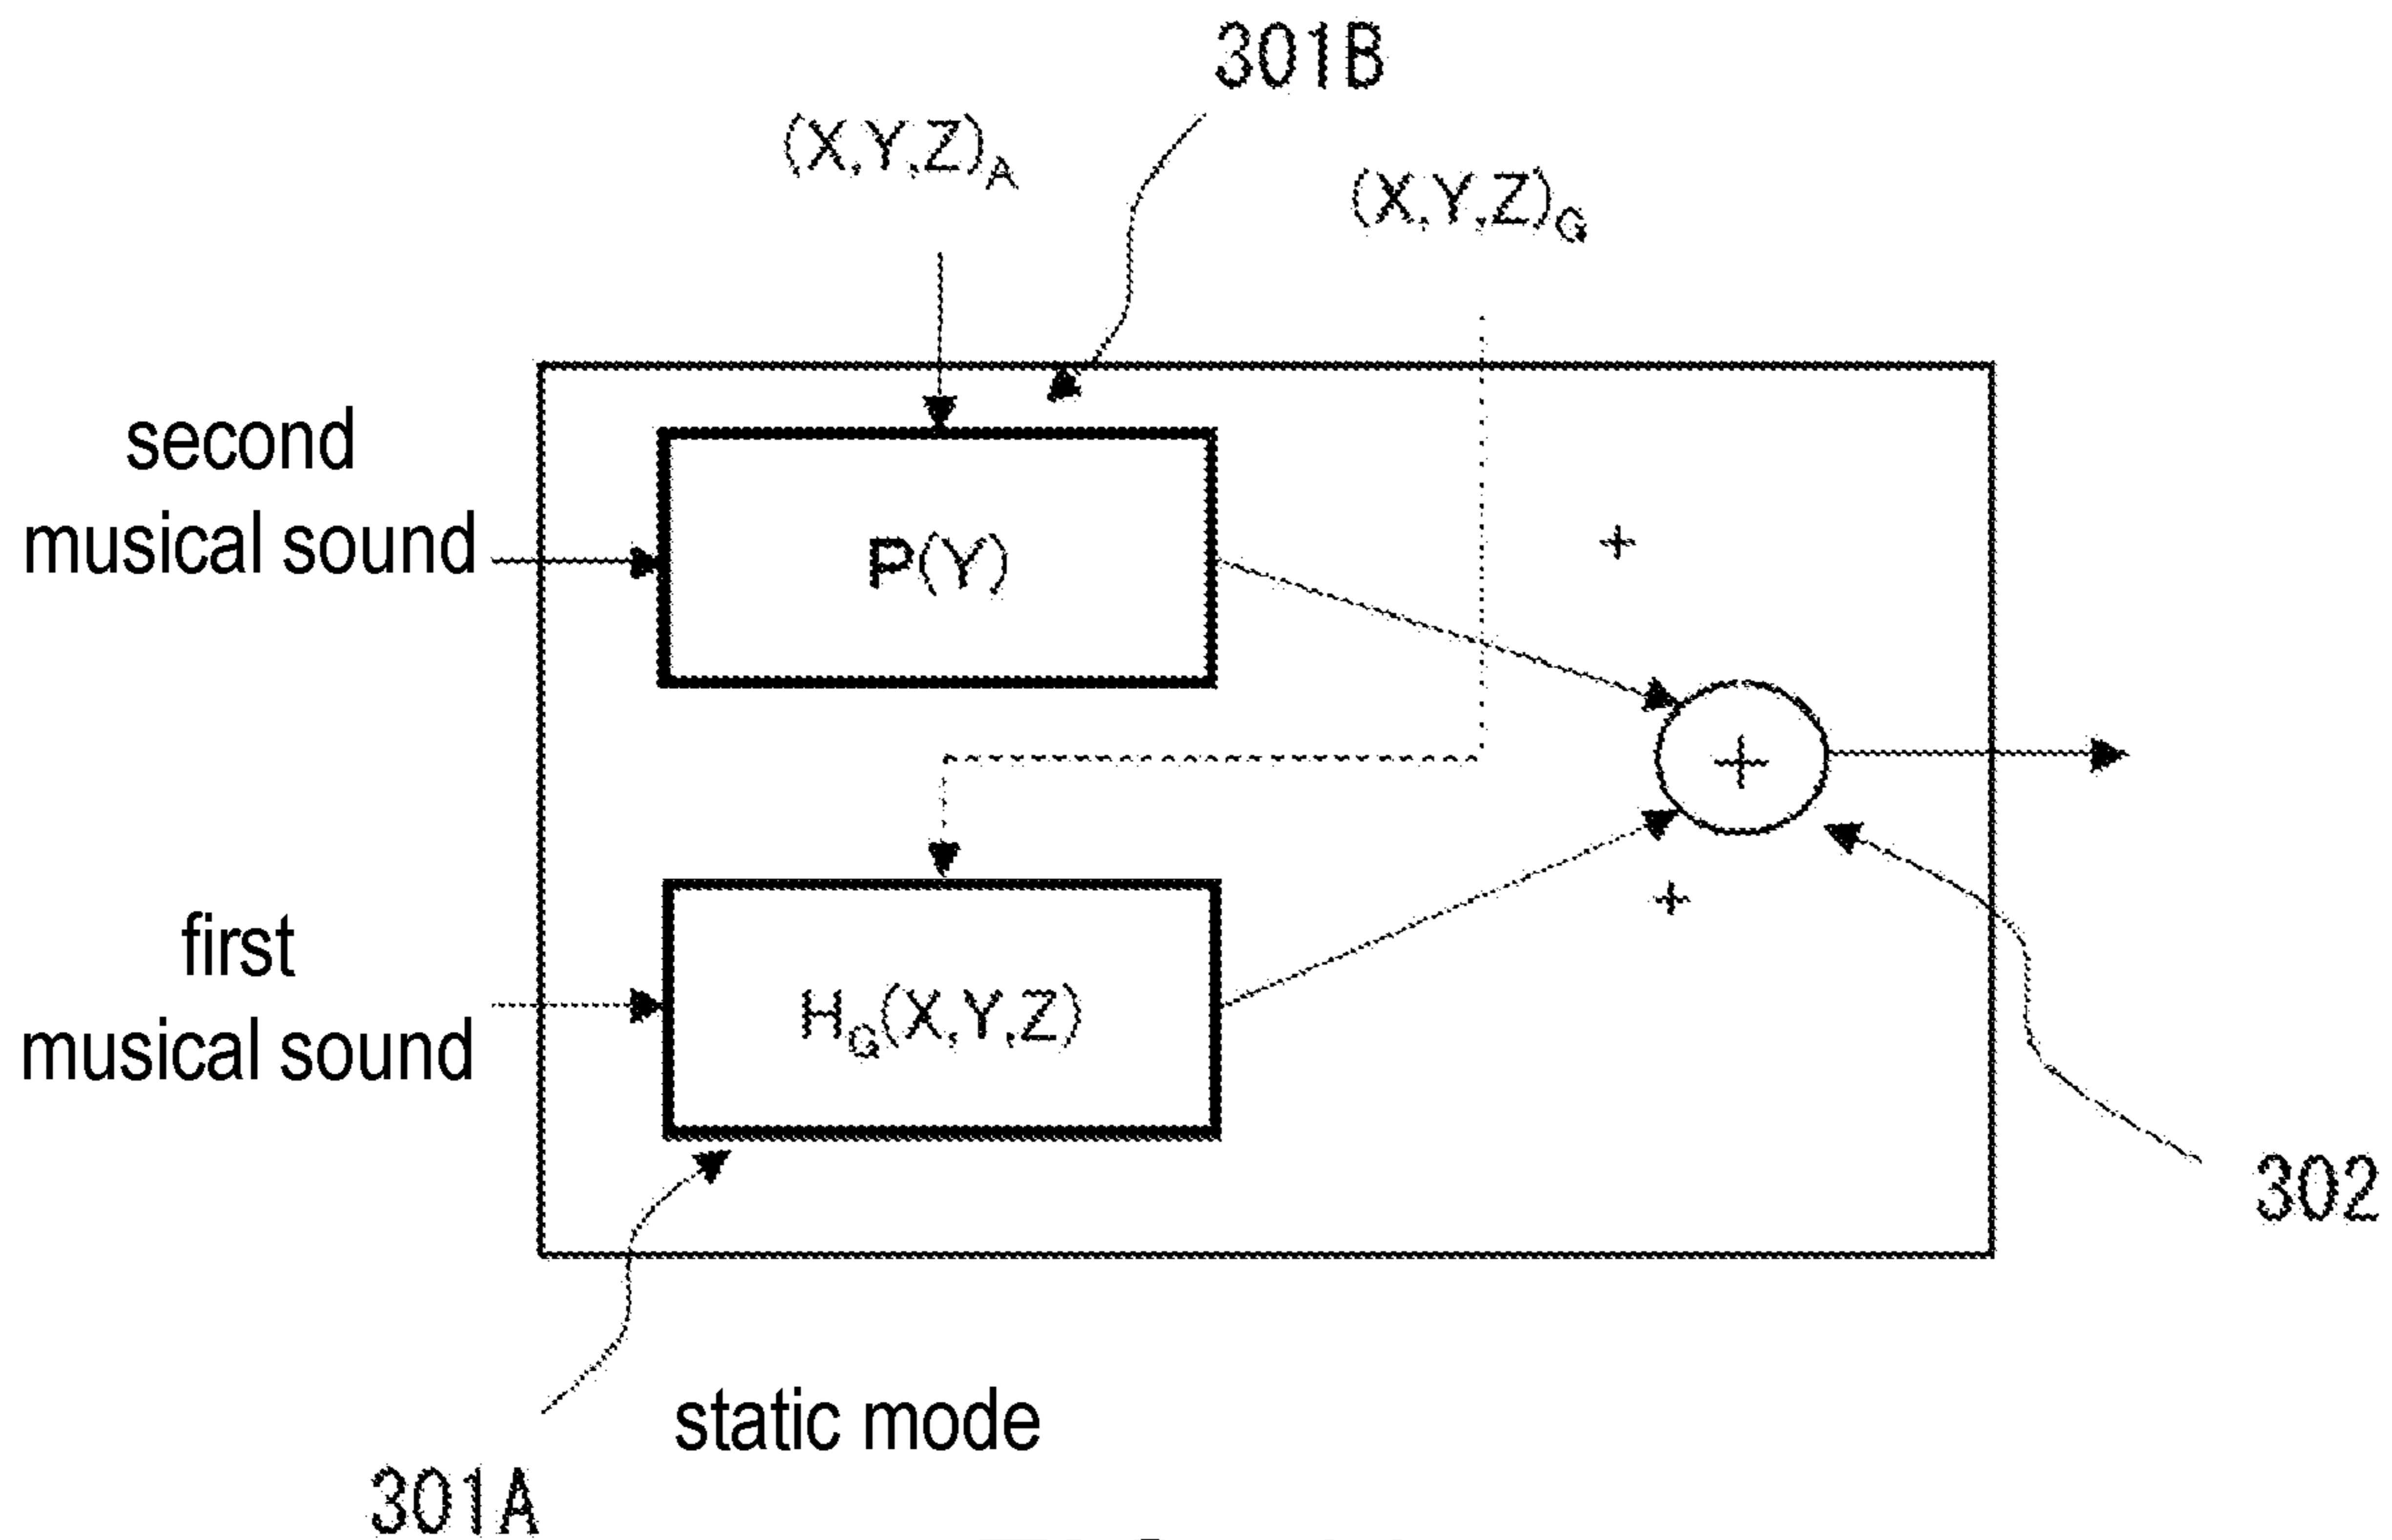 301B
(X,Y,Z)A
(X,Y,Z)G
second
musical sound
P(Y)
+
+
first
musical sound
HG(X,Y,Z)
+
302
static mode
301A